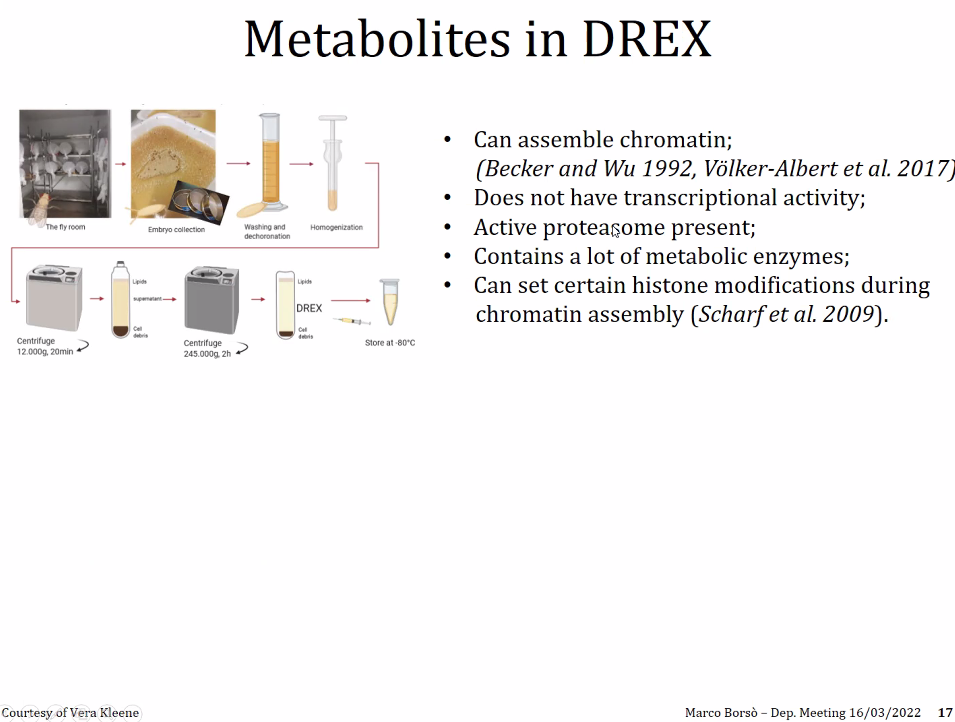 Metabolites in DREX
The fly room
Embryo collection
Washing and
dechoronation
Homogenization
Centrifuge
12.000g, 20min
Lipids
supernatant
Cell
debris
Centrifuge
245.000g, 2h
Lipids
DREX
Cell
debris
Store at -80°C
• Can assemble chromatin;
(Becker and Wu 1992, Völker-Albert et al. 2017)
• Does not have transcriptional activity;
• Active proteasome present;
• Contains a lot of metabolic enzymes;
• Can set certain histone modifications during
chromatin assembly (Scharf et al. 2009).
Courtesy of Vera Kleene
Marco Borsò – Dep. Meeting 16/03/2022 17